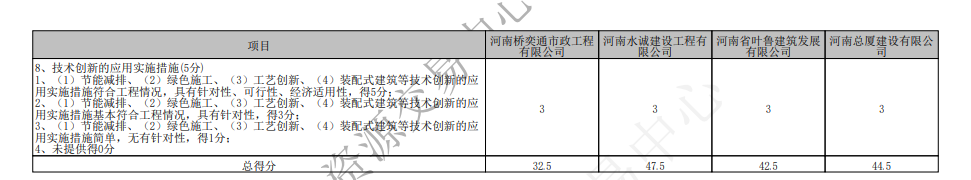 项目
河南桥奕通市政工程有限公司
河南水诚建设工程有限公司
河南省叶鲁建筑发展有限公司
河南总厦建设有限公司
8、技术创新的应用实施措施(5分)
1、（1）节能减排、（2）绿色施工、（3）工艺创新、（4）装配式建筑等技术创新的应
用实施措施符合工程情况，具有针对性、可行性、经济适用性，得5分；
2、（1）节能减排、（2）绿色施工、（3）工艺创新、（4）装配式建筑等技术创新的应
用实施措施基本符合工程情况，具有针对性，得3分；
3、（1）节能减排、（2）绿色施工、（3）工艺创新、（4）装配式建筑等技术创新的应
用实施措施简单，无有针对性，得1分；
4、未提供得0分
3 3 3 3
总得分 32.5 47.5 42.5 44.5
资源交易中心
易中心